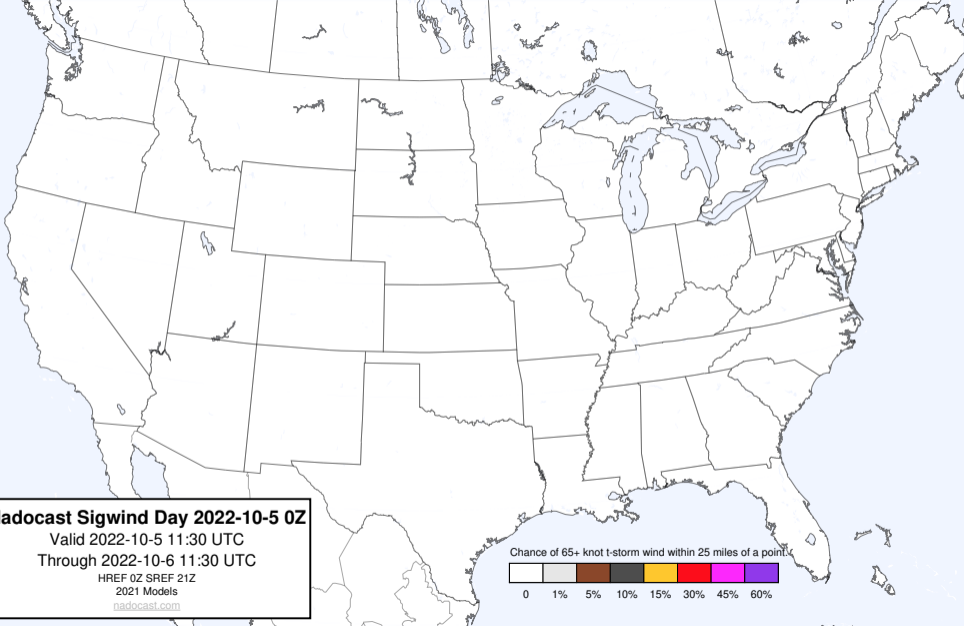 adocast Sigwind Day 2022-10-5 0Z
Valid 2022-10-5 11:30 UTC
Through 2022-10-6 11:30 UTC
HREF 0Z SREF 21Z
2021 Models
nadocast.com
Chance of 65+ knot t-storm wind within 25 miles of a point.
0 1% 5% 10% 15% 30% 45% 60%